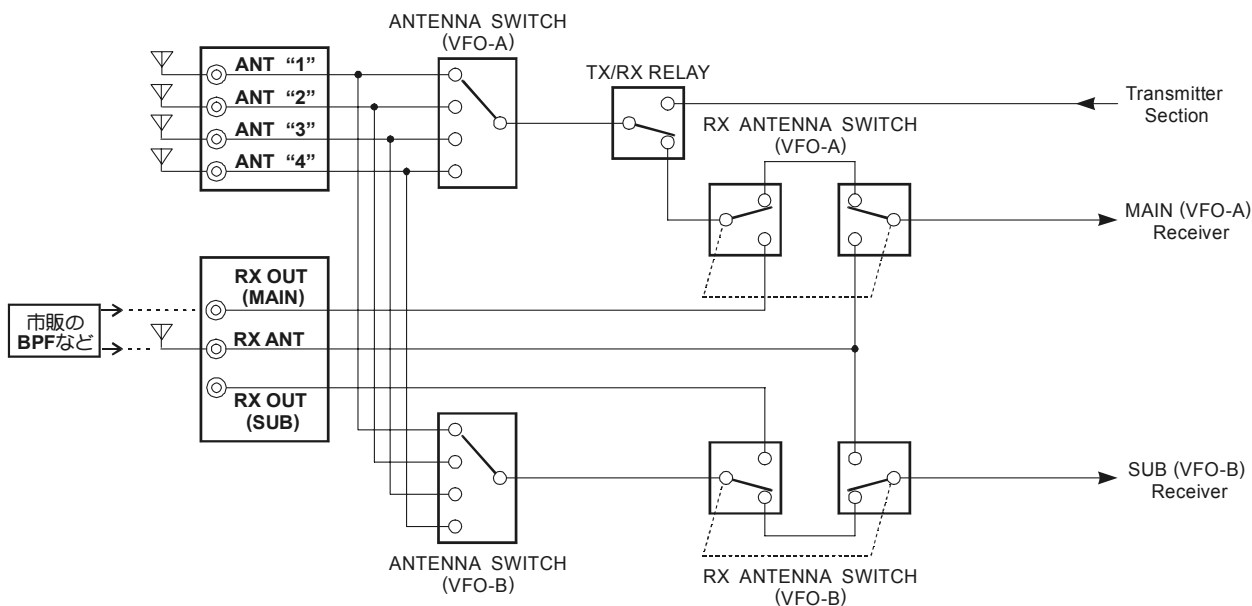 ANTENNA SWITCH
(VFO-A)
ANT “1”
ANT “2”
ANT “3”
ANT “4”
TX/RX RELAY
Transmitter
Section
RX ANTENNA SWITCH
(VFO-A)
MAIN (VFO-A)
Receiver
RX OUT
(MAIN)
市販の
BPFなど
RX ANT
RX OUT
(SUB)
SUB (VFO-B)
Receiver
ANTENNA SWITCH
(VFO-B)
RX ANTENNA SWITCH
(VFO-B)